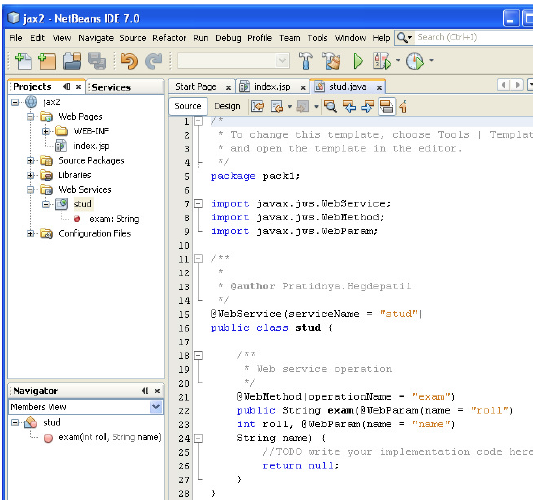 jax2 - NetBeans IDE 7.0
File Edit View Navigate Source Refactor Run Debug Profile Team Tools Window Help Search (Ctrl+I)
Projects Services
Start Page index.jsp stud.java
jax2
Web Pages
WEB-INF
index.jsp
Source Packages
Libraries
Web Services
stud
exam: String
Configuration Files
Navigator
Members View
stud
exam(int roll, String name)
Source Design
1 /*
2 * To change this template, choose Tools | Templat
3 * and open the template in the editor.
4 */
5 package pack1;
6
7 import javax.jws.WebService;
8 import javax.jws.WebMethod;
9 import javax.jws.WebParam;
10
11 /**
12 *
13 * @author Pratidnya.Hegdepatil
14 */
15 @WebService(serviceName = "stud")
16 public class stud {
17
18 /**
19 * Web service operation
20 */
21 @WebMethod(operationName = "exam")
22 public String exam(@WebParam(name = "roll")
23 int roll, @WebParam(name = "name")
24 String name) {
25 //TODO write your implementation code here
26 return null;
27 }
28 }